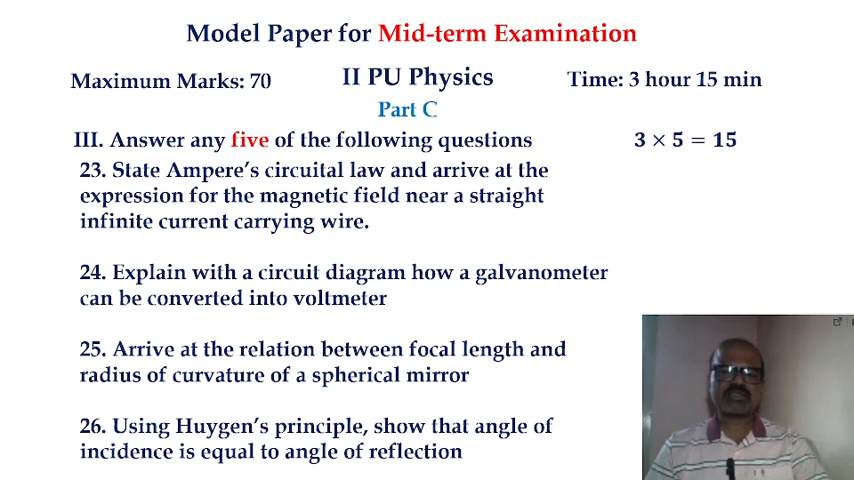 Model Paper for Mid-term Examination
Maximum Marks: 70 II PU Physics Time: 3 hour 15 min
Part C
III. Answer any five of the following questions 3 × 5 = 15
23. State Ampere's circuital law and arrive at the
expression for the magnetic field near a straight
infinite current carrying wire.
24. Explain with a circuit diagram how a galvanometer
can be converted into voltmeter
25. Arrive at the relation between focal length and
radius of curvature of a spherical mirror
26. Using Huygen's principle, show that angle of
incidence is equal to angle of reflection